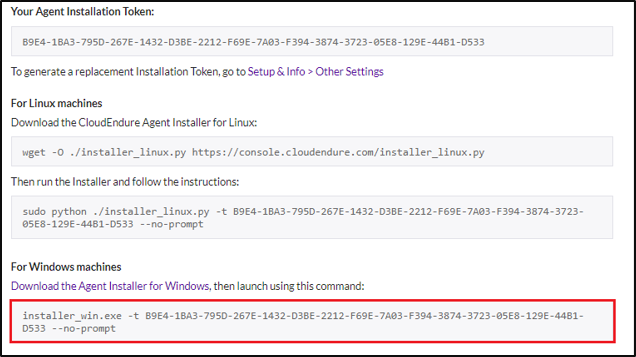 Your Agent Installation Token:
B9E4-1BA3-795D-267E-1432-D3BE-2212-F69E-7A03-F394-3874-3723-05E8-129E-44B1-D533
To generate a replacement Installation Token, go to Setup & Info > Other Settings
For Linux machines
Download the CloudEndure Agent Installer for Linux:
wget -O ./installer_linux.py https://console.cloudendure.com/installer_linux.py
Then run the Installer and follow the instructions:
sudo python ./installer_linux.py -t B9E4-1BA3-795D-267E-1432-D3BE-2212-F69E-7A03-F394-3874-3723-
05E8-129E-44B1-D533 --no-prompt
For Windows machines
Download the Agent Installer for Windows, then launch using this command:
installer_win.exe -t B9E4-1BA3-795D-267E-1432-D3BE-2212-F69E-7A03-F394-3874-3723-05E8-129E-44B1-
D533 --no-prompt